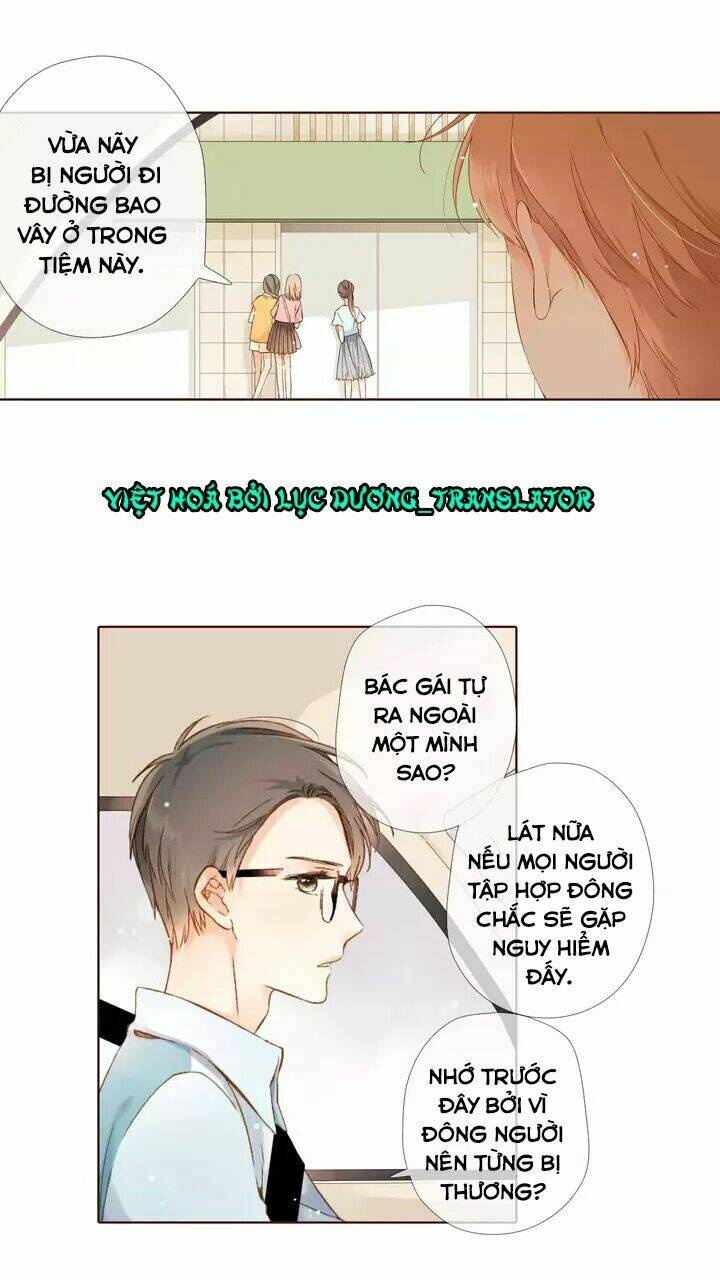 VỪA NÃY
BỊ NGƯỜI ĐI
ĐƯỜNG BAO
VÂY Ở TRONG
TIỆM NÀY.
VIỆT HOÁ BỞI LỤC DƯƠNG_TRANSLATOR
BÁC GÁI TỰ
RA NGOÀI
MỘT MÌNH
SAO?
LÁT NỮA
NẾU MỌI NGƯỜI
TẬP HỢP ĐÔNG
CHẮC SẼ GẶP
NGUY HIỂM
ĐẤY.
NHỚ TRƯỚC
ĐÂY BỞI VÌ
ĐÔNG NGƯỜI
NÊN TỪNG BỊ
THƯƠNG?